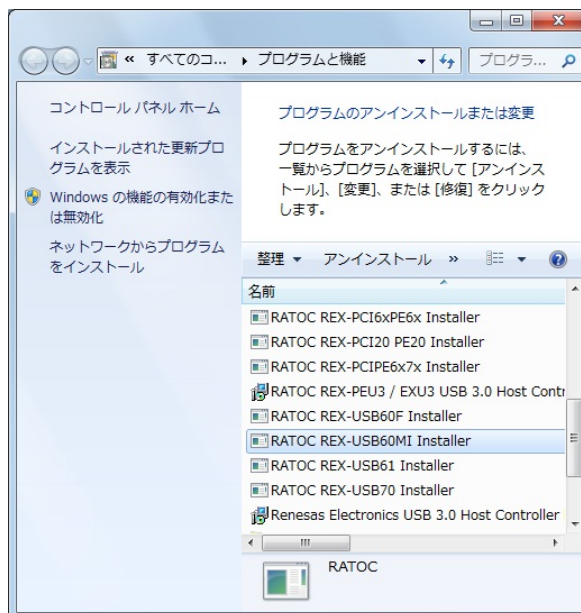 すべてのコ...
プログラムと機能
プログラ...
コントロール パネル ホーム
インストールされた更新プロ
グラムを表示
Windows の機能の有効化また
は無効化
ネットワークからプログラム
をインストール
プログラムのアンインストールまたは変更
プログラムをアンインストールするには、
一覧からプログラムを選択して [アンインス
トール]、[変更]、または [修復] をクリック
します。
整理
アンインストール
名前
RATOC REX-PCI6xPE6x Installer
RATOC REX-PCI20 PE20 Installer
RATOC REX-PCIPE6x7x Installer
RATOC REX-PEU3 / EXU3 USB 3.0 Host Contr
RATOC REX-USB60F Installer
RATOC REX-USB60MI Installer
RATOC REX-USB61 Installer
RATOC REX-USB70 Installer
Renesas Electronics USB 3.0 Host Controller
RATOC